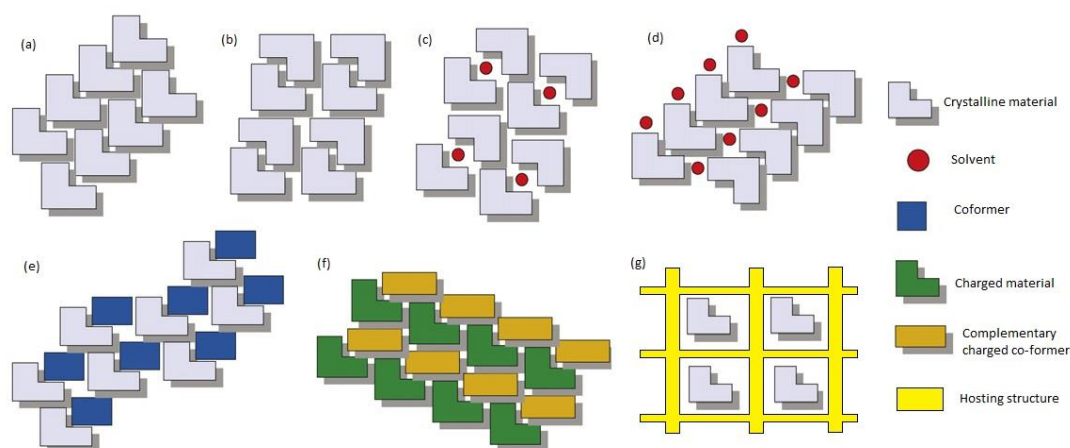 (a)
(b)
(c)
(d)
Crystalline material
Solvent
Coformer
(e)
(f)
(g)
Charged material
Complementary
charged co-former
Hosting structure